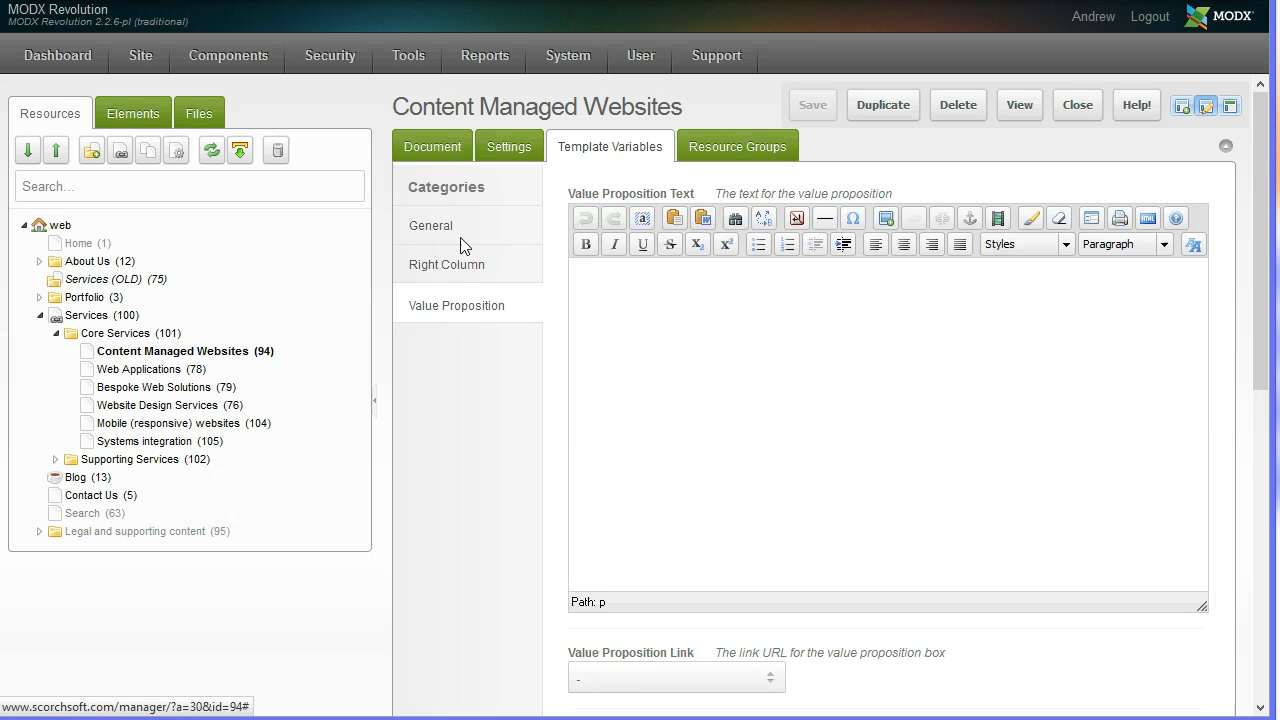 MODX Revolution
MODX Revolution 2.2.6-pl (traditional)
Andrew Logout MODX
Dashboard Site Components Security Tools Reports System User Support
Resources Elements Files
Content Managed Websites
Save Duplicate Delete View Close Help!
Document Settings Template Variables Resource Groups
Search...
Categories
General
Right Column
Value Proposition
web
Home (1)
About Us (12)
Services (OLD) (75)
Portfolio (3)
Services (100)
Core Services (101)
Content Managed Websites (94)
Web Applications (78)
Bespoke Web Solutions (79)
Website Design Services (76)
Mobile (responsive) websites (104)
Systems integration (105)
Supporting Services (102)
Blog (13)
Contact Us (5)
Search (63)
Legal and supporting content (95)
Value Proposition Text The text for the value proposition
B I U S X2 X2 Styles Paragraph
Path: p
Value Proposition Link The link URL for the value proposition box
-
www.scorchsoft.com/manager/?a=30&id=94#